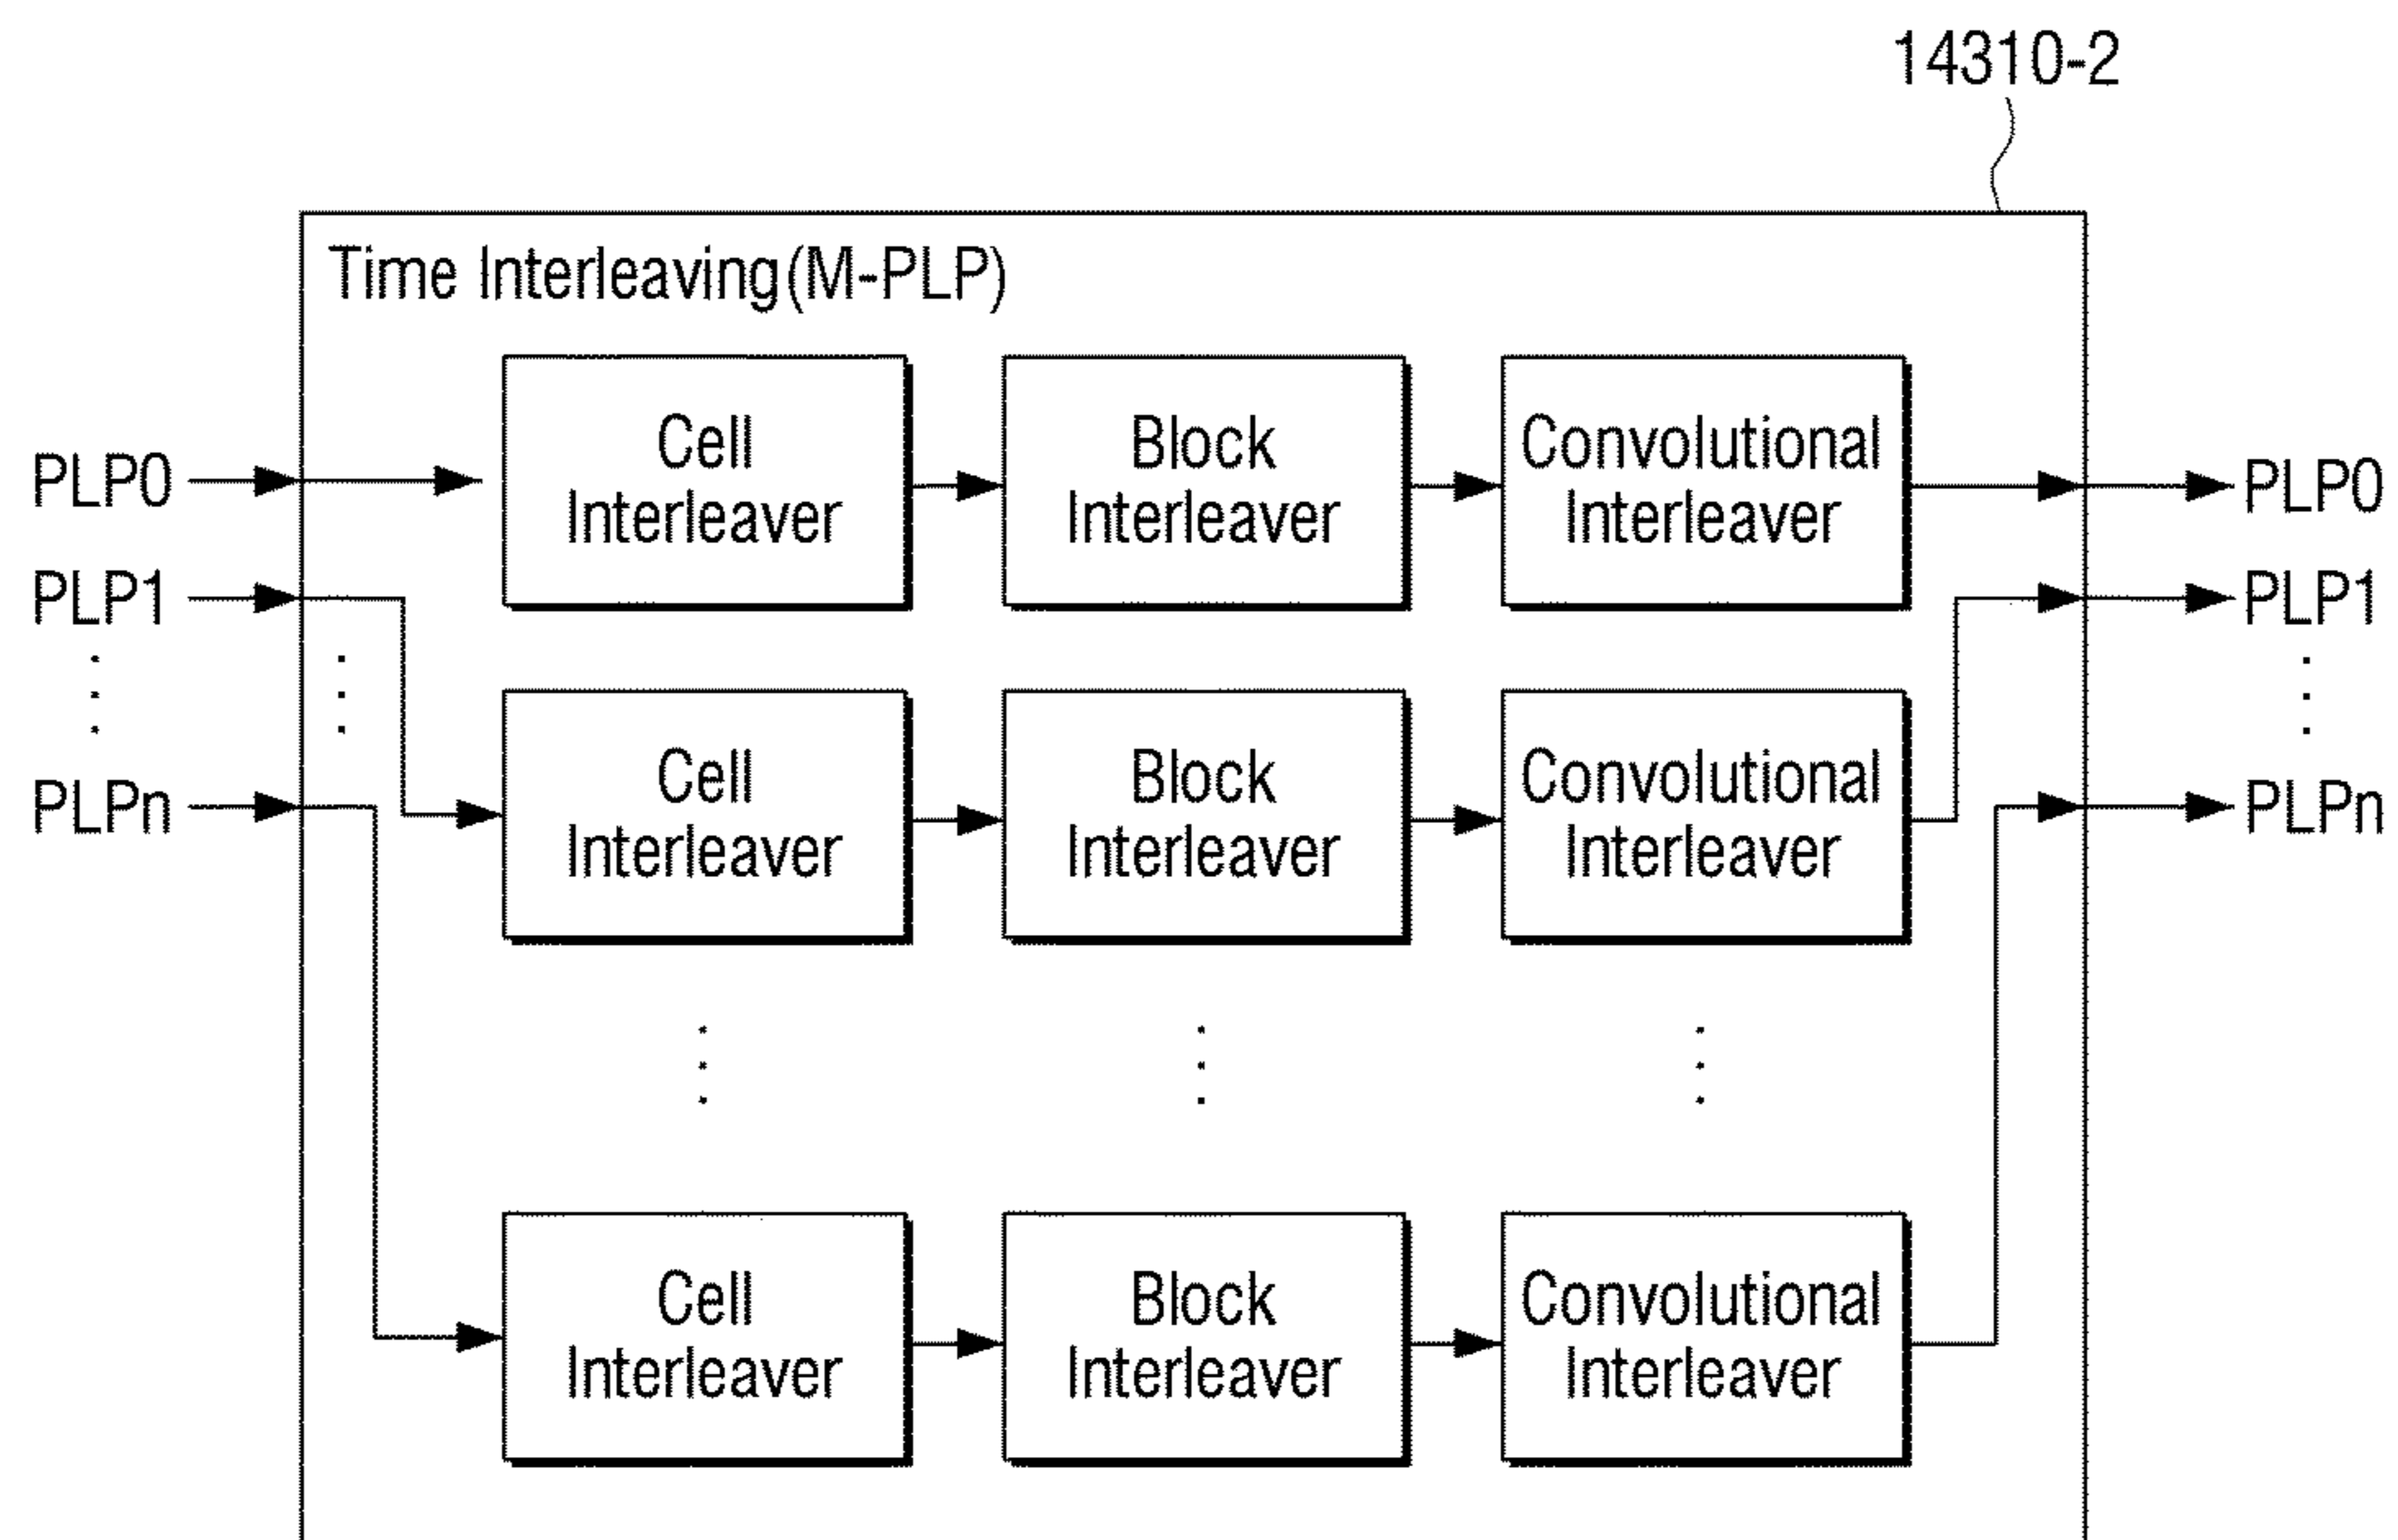 14310-2
Time Interleaving(M-PLP)
PLP0
Cell
Interleaver
Block
Interleaver
Convolutional
Interleaver
PLP0
PLP1
PLP1
Cell
Interleaver
Block
Interleaver
Convolutional
Interleaver
PLPn
PLPn
Cell
Interleaver
Block
Interleaver
Convolutional
Interleaver